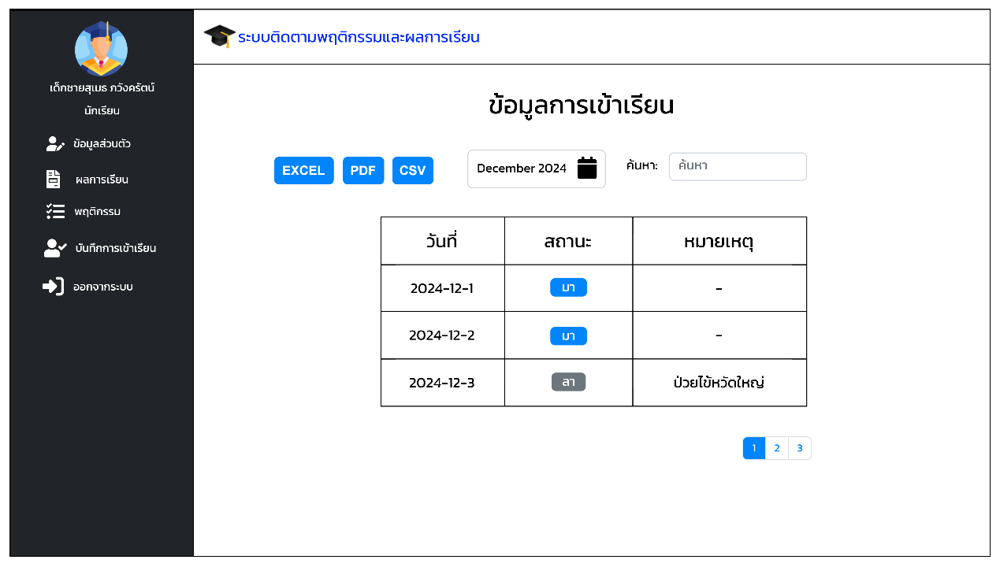 ระบบติดตามพฤติกรรมและผลการเรียน
เด็กชายสุเมธ ภวังครัตน์
นักเรียน
ข้อมูลส่วนตัว
ผลการเรียน
พฤติกรรม
บันทึกการเข้าเรียน
ออกจากระบบ
ข้อมูลการเข้าเรียน
EXCEL PDF CSV December 2024 ค้นหา: ค้นหา
วันที่ สถานะ หมายเหตุ
2024-12-1 มา -
2024-12-2 มา -
2024-12-3 ลา ป่วยไข้หวัดใหญ่
1 2 3